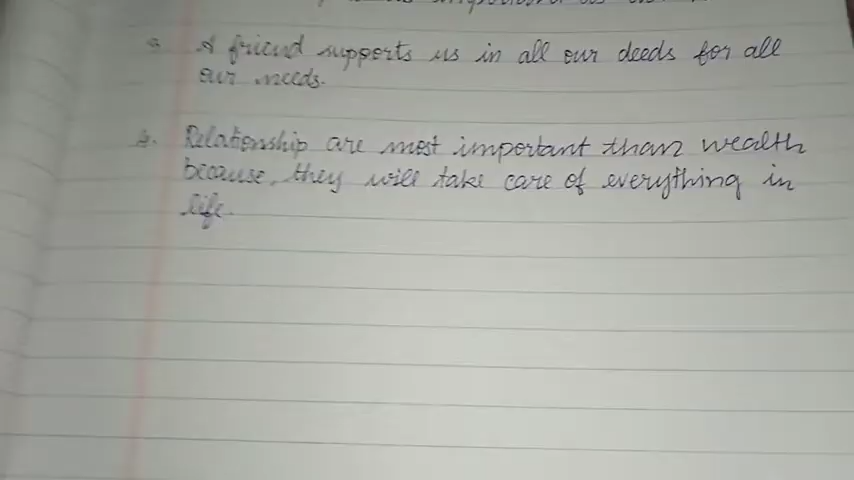 a. A friend supports us in all our deeds for all
our needs.
b. Relationship are most important than wealth
because, they will take care of everything in
life.